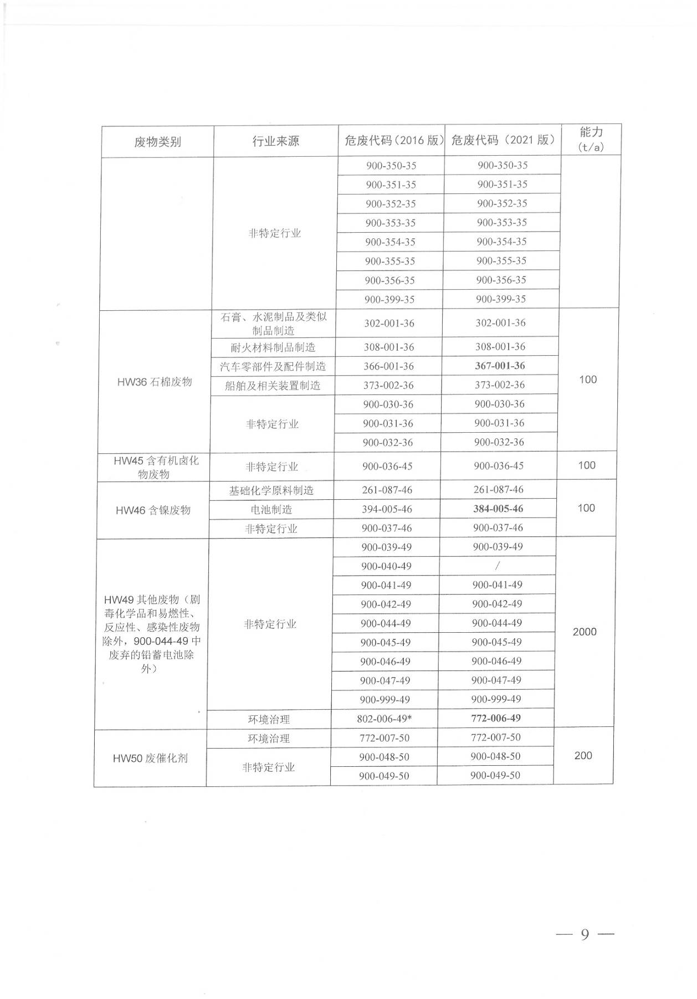 废物类别 行业来源 危废代码（2016 版） 危废代码（2021 版） 能力
(t/a)
900-350-35 900-350-35
900-351-35 900-351-35
900-352-35 900-352-35
900-353-35 900-353-35
非特定行业
900-354-35 900-354-35
900-355-35 900-355-35
900-356-35 900-356-35
900-399-35 900-399-35
石膏、水泥制品及类似
制品制造
302-001-36 302-001-36
耐火材料制品制造 308-001-36 308-001-36
汽车零部件及配件制造 366-001-36 367-001-36
HW36 石棉废物 船舶及相关装置制造 373-002-36 373-002-36 100
900-030-36 900-030-36
非特定行业 900-031-36 900-031-36
900-032-36 900-032-36
HW45 含有机卤化
物废物
非特定行业 900-036-45 900-036-45 100
基础化学原料制造 261-087-46 261-087-46
HW46 含镍废物 电池制造 394-005-46 384-005-46 100
非特定行业 900-037-46 900-037-46
900-039-49 900-039-49
900-040-49 /
900-041-49 900-041-49
HW49 其他废物（剧
毒化学品和易燃性、
反应性、感染性废物
除外，900-044-49 中
废弃的铅蓄电池除
外）
900-042-49 900-042-49
非特定行业 900-044-49 900-044-49 2000
900-045-49 900-045-49
900-046-49 900-046-49
900-047-49 900-047-49
900-999-49 900-999-49
环境治理 802-006-49* 772-006-49
环境治理 772-007-50 772-007-50
HW50 废催化剂 900-048-50 900-048-50 200
非特定行业
900-049-50 900-049-50
— 9 —